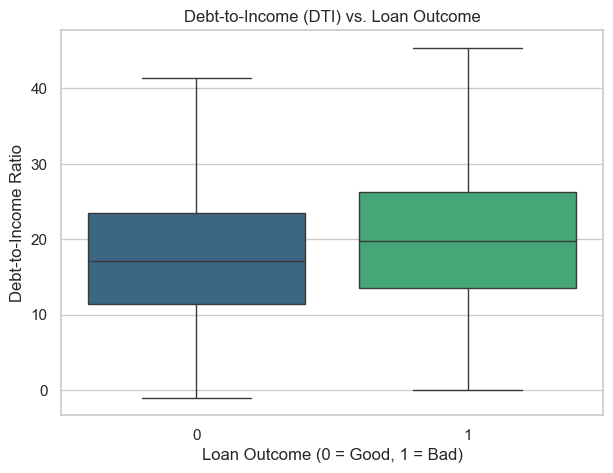 Debt-to-Income (DTI) vs. Loan Outcome
Debt-to-Income Ratio
40
30
20
10
0
0 1
Loan Outcome (0 = Good, 1 = Bad)